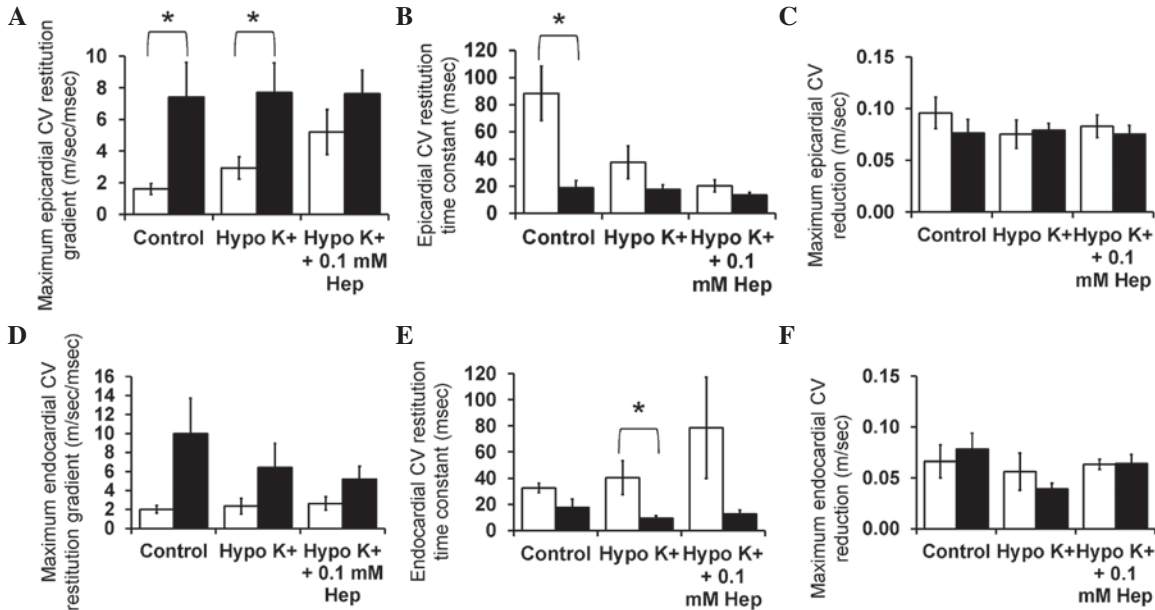 A
Maximum epicardial CV restitution
gradient (m/sec/msec)
10
8
6
4
2
0
*
*
Control
Hypo K+
Hypo K+
+ 0.1 mM
Hep
B
Epicardial CV restitution
time constant (msec)
120
100
80
60
40
20
0
*
Control
Hypo K+
Hypo K+
+ 0.1
mM Hep
C
Maximum epicardial CV
reduction (m/sec)
0.15
0.10
0.05
0.00
Control
Hypo K+
Hypo K+
+ 0.1
mM Hep
D
Maximum endocardial CV
restitution gradient (m/sec/msec)
16
14
12
10
8
6
4
2
0
Control
Hypo K+
Hypo K+
+ 0.1 mM
Hep
E
Endocardial CV restitution
time constant (msec)
120
100
80
60
40
20
0
*
Control
Hypo K+
Hypo K+
+ 0.1
mM Hep
F
Maximum endocardial CV
reduction (m/sec)
0.15
0.10
0.05
0.00
Control
Hypo K+
Hypo K+
+ 0.1
mM Hep